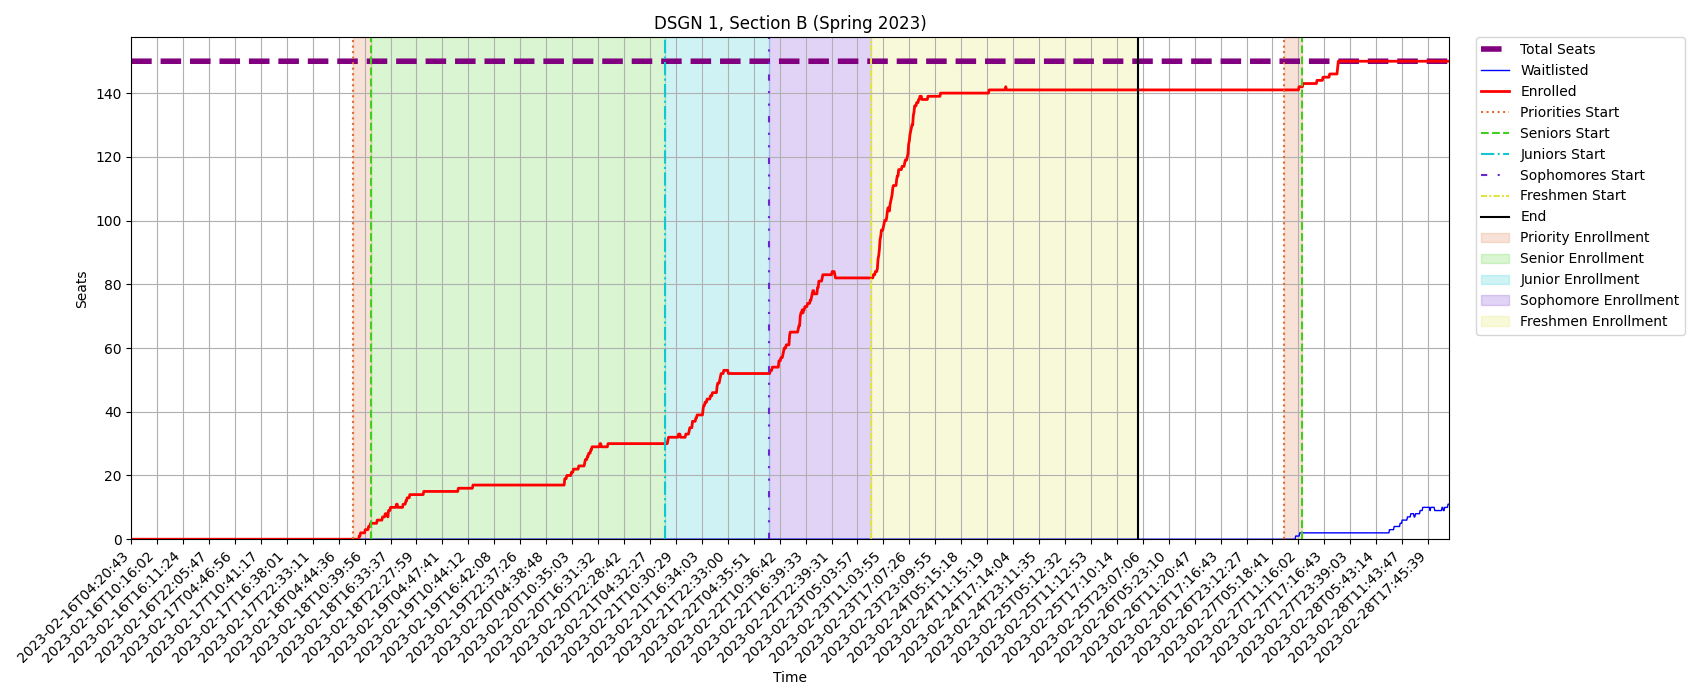 DSGN 1, Section B (Spring 2023)
Total Seats
Waitlisted
Enrolled
Priorities Start
Seniors Start
Juniors Start
Sophomores Start
Freshmen Start
End
Priority Enrollment
Senior Enrollment
Junior Enrollment
Sophomore Enrollment
Freshmen Enrollment
Seats
140
120
100
80
60
40
20
0
2023-02-16T04:20:43
2023-02-16T10:16:02
2023-02-16T16:11:24
2023-02-16T22:05:47
2023-02-17T04:46:56
2023-02-17T10:41:17
2023-02-17T16:38:01
2023-02-17T22:33:11
2023-02-18T04:44:36
2023-02-18T10:39:56
2023-02-18T16:33:37
2023-02-18T22:27:59
2023-02-19T04:47:41
2023-02-19T10:44:12
2023-02-19T16:42:08
2023-02-19T22:37:26
2023-02-20T04:38:48
2023-02-20T10:35:03
2023-02-20T16:31:32
2023-02-20T22:28:42
2023-02-21T04:32:27
2023-02-21T10:30:29
2023-02-21T16:34:03
2023-02-21T22:33:00
2023-02-22T04:35:51
2023-02-22T10:36:42
2023-02-22T16:39:33
2023-02-22T22:39:31
2023-02-23T05:03:57
2023-02-23T11:03:55
2023-02-23T17:07:26
2023-02-23T23:09:55
2023-02-24T05:15:18
2023-02-24T11:15:19
2023-02-24T17:14:04
2023-02-24T23:11:35
2023-02-25T05:12:32
2023-02-25T11:12:53
2023-02-25T17:10:14
2023-02-25T23:07:06
2023-02-26T05:23:10
2023-02-26T11:20:47
2023-02-26T17:16:43
2023-02-26T23:12:27
2023-02-27T05:18:41
2023-02-27T11:16:02
2023-02-27T17:16:43
2023-02-27T23:39:03
2023-02-28T05:43:14
2023-02-28T11:43:47
2023-02-28T17:45:39
Time